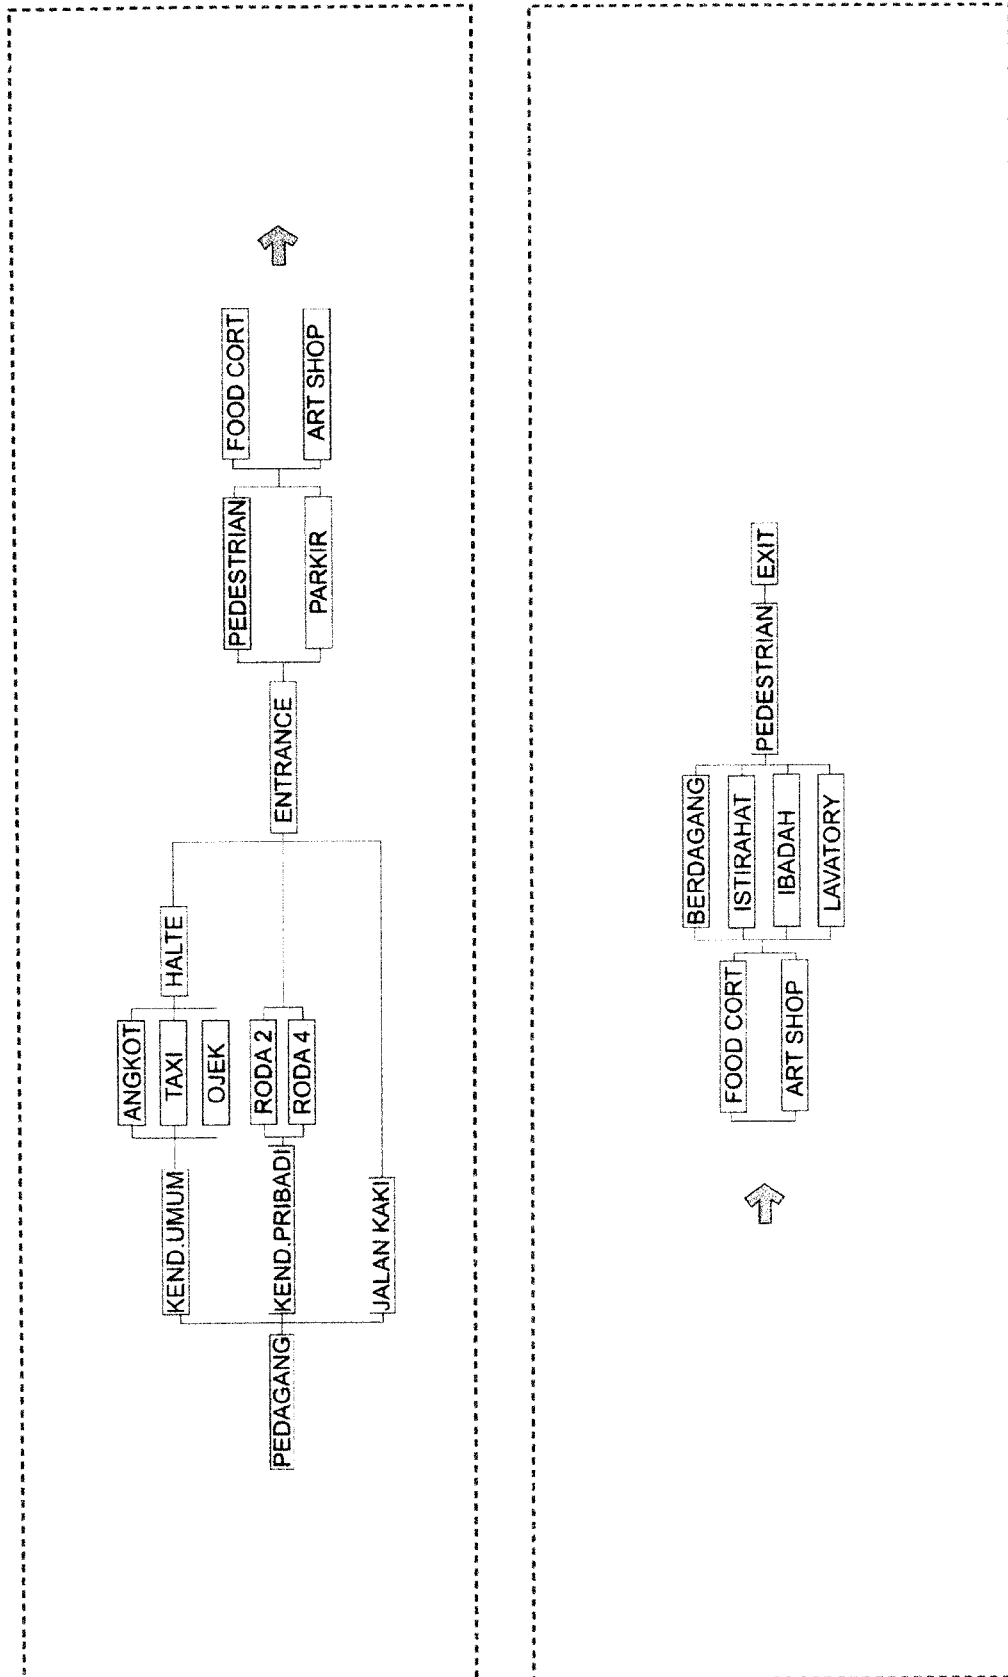 PEDAGANG
KEND.UMUM
KEND.PRIBADI
JALAN KAKI
ANGKOT
TAXI
OJEK
RODA 2
RODA 4
HALTE
ENTRANCE
PEDESTRIAN
PARKIR
FOOD CORT
ART SHOP
FOOD CORT
ART SHOP
BERDAGANG
ISTIRAHAT
IBADAH
LAVATORY
PEDESTRIAN
EXIT